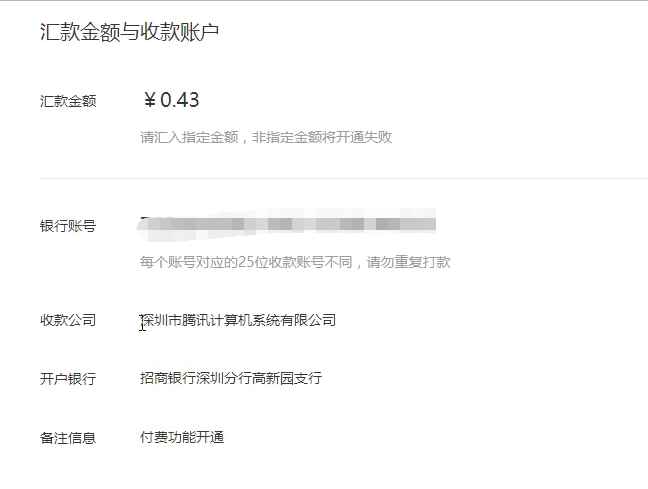 汇款金额与收款账户
汇款金额 ￥0.43
请汇入指定金额，非指定金额将开通失败
银行账号
每个账号对应的25位收款账号不同，请勿重复打款
收款公司 深圳市腾讯计算机系统有限公司
开户银行 招商银行深圳分行高新园支行
备注信息 付费功能开通